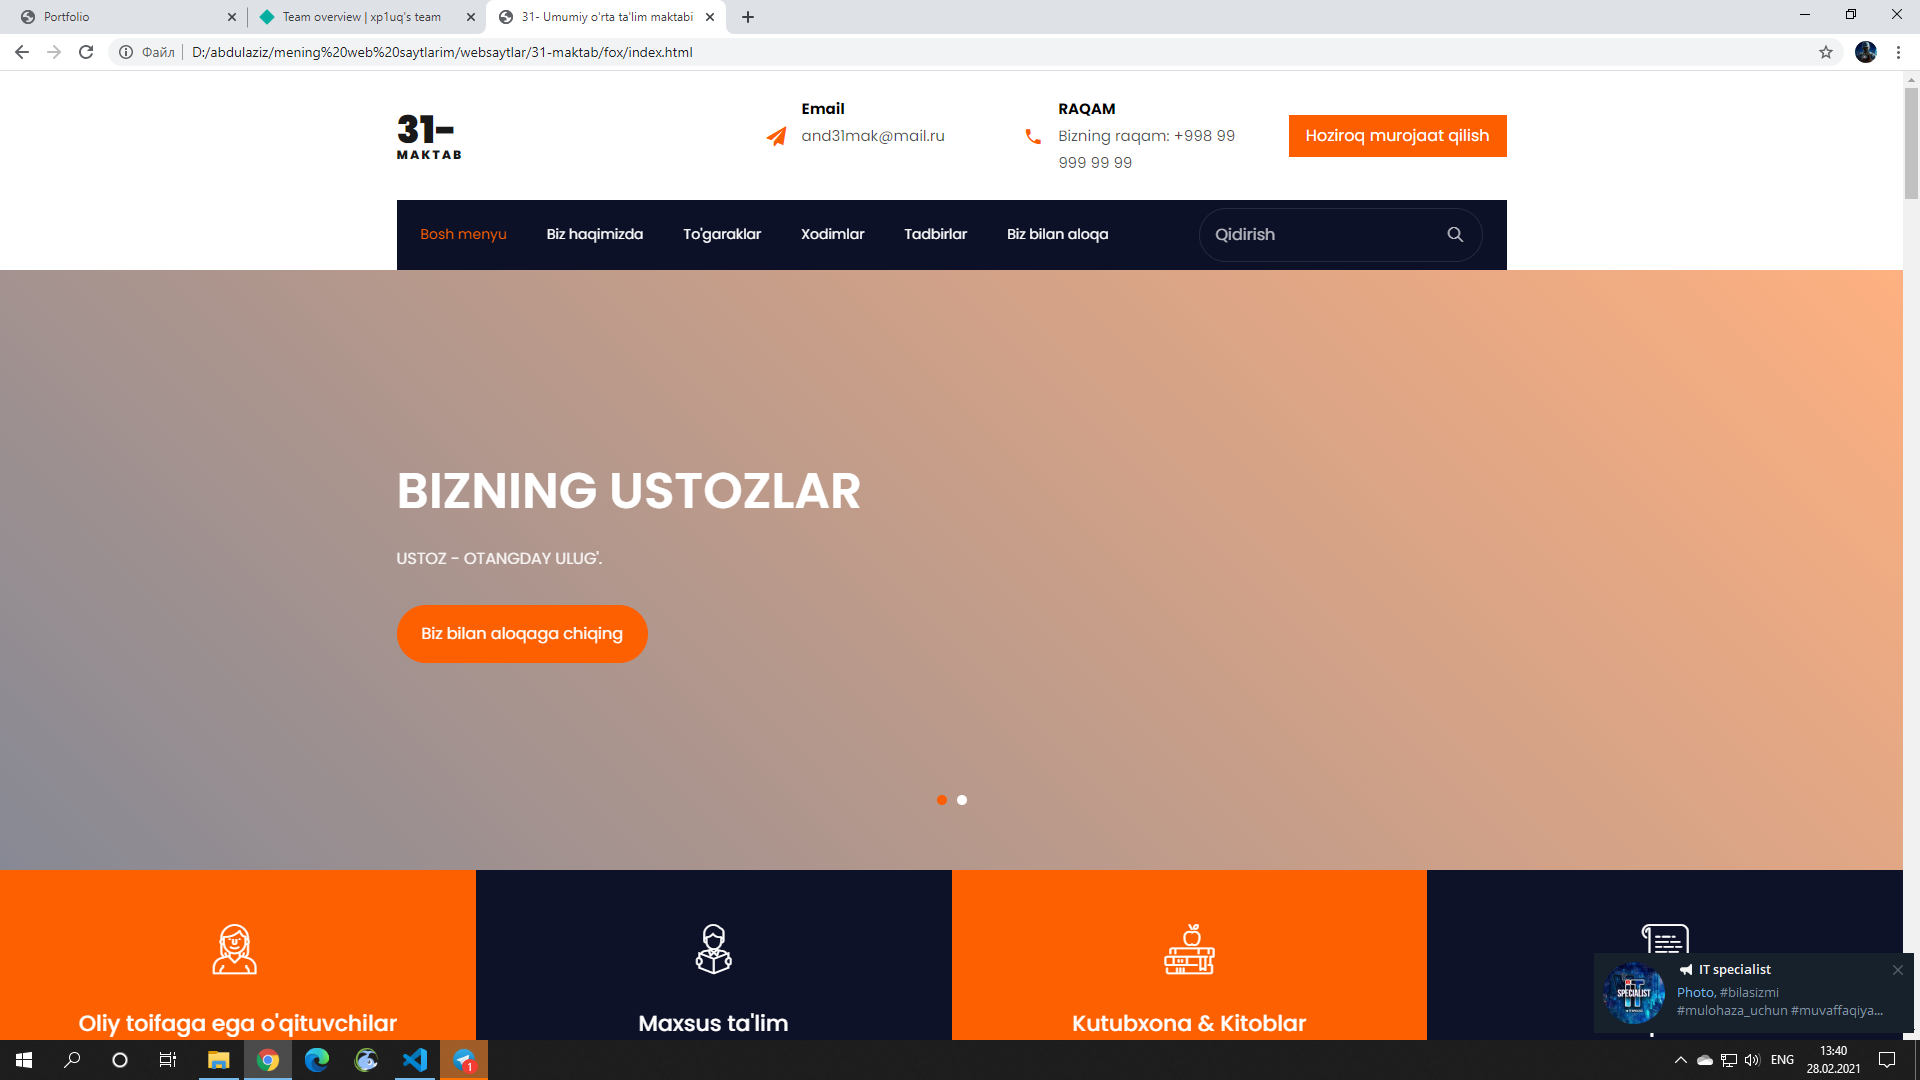 Portfolio
Team overview | xp1uq's team
31- Umumiy o'rta ta'lim maktabi
Файл
D:/abdulaziz/mening%20web%20saytlarim/websaytlar/31-maktab/fox/index.html
31-
MAKTAB
Email
and31mak@mail.ru
RAQAM
Bizning raqam: +998 99
999 99 99
Hoziroq murojaat qilish
Bosh menyu
Biz haqimizda
To'garaklar
Xodimlar
Tadbirlar
Biz bilan aloqa
Qidirish
BIZNING USTOZLAR
USTOZ - OTANGDAY ULUG'.
Biz bilan aloqaga chiqing
Oliy toifaga ega o'qituvchilar
Maxsus ta'lim
Kutubxona & Kitoblar
SPECIALIST
IT specialist
Photo, #bilasizmi
#mulohaza_uchun #muvaffaqiya...
1
ENG
13:40
28.02.2021